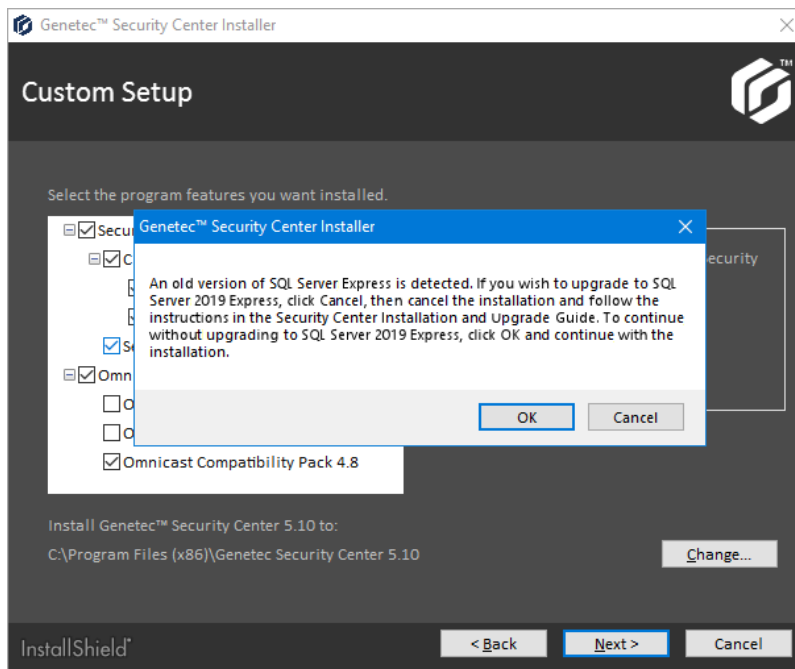 Genetec™ Security Center Installer
Custom Setup
TM
Select the program features you want installed.
Genetec™ Security Center Installer
An old version of SQL Server Express is detected. If you wish to upgrade to SQL
Server 2019 Express, click Cancel, then cancel the installation and follow the
instructions in the Security Center Installation and Upgrade Guide. To continue
without upgrading to SQL Server 2019 Express, click OK and continue with the
installation.
OK
Cancel
Omnicast Compatibility Pack 4.8
Install Genetec™ Security Center 5.10 to:
C:\Program Files (x86)\Genetec Security Center 5.10
Change...
InstallShield
< Back
Next >
Cancel